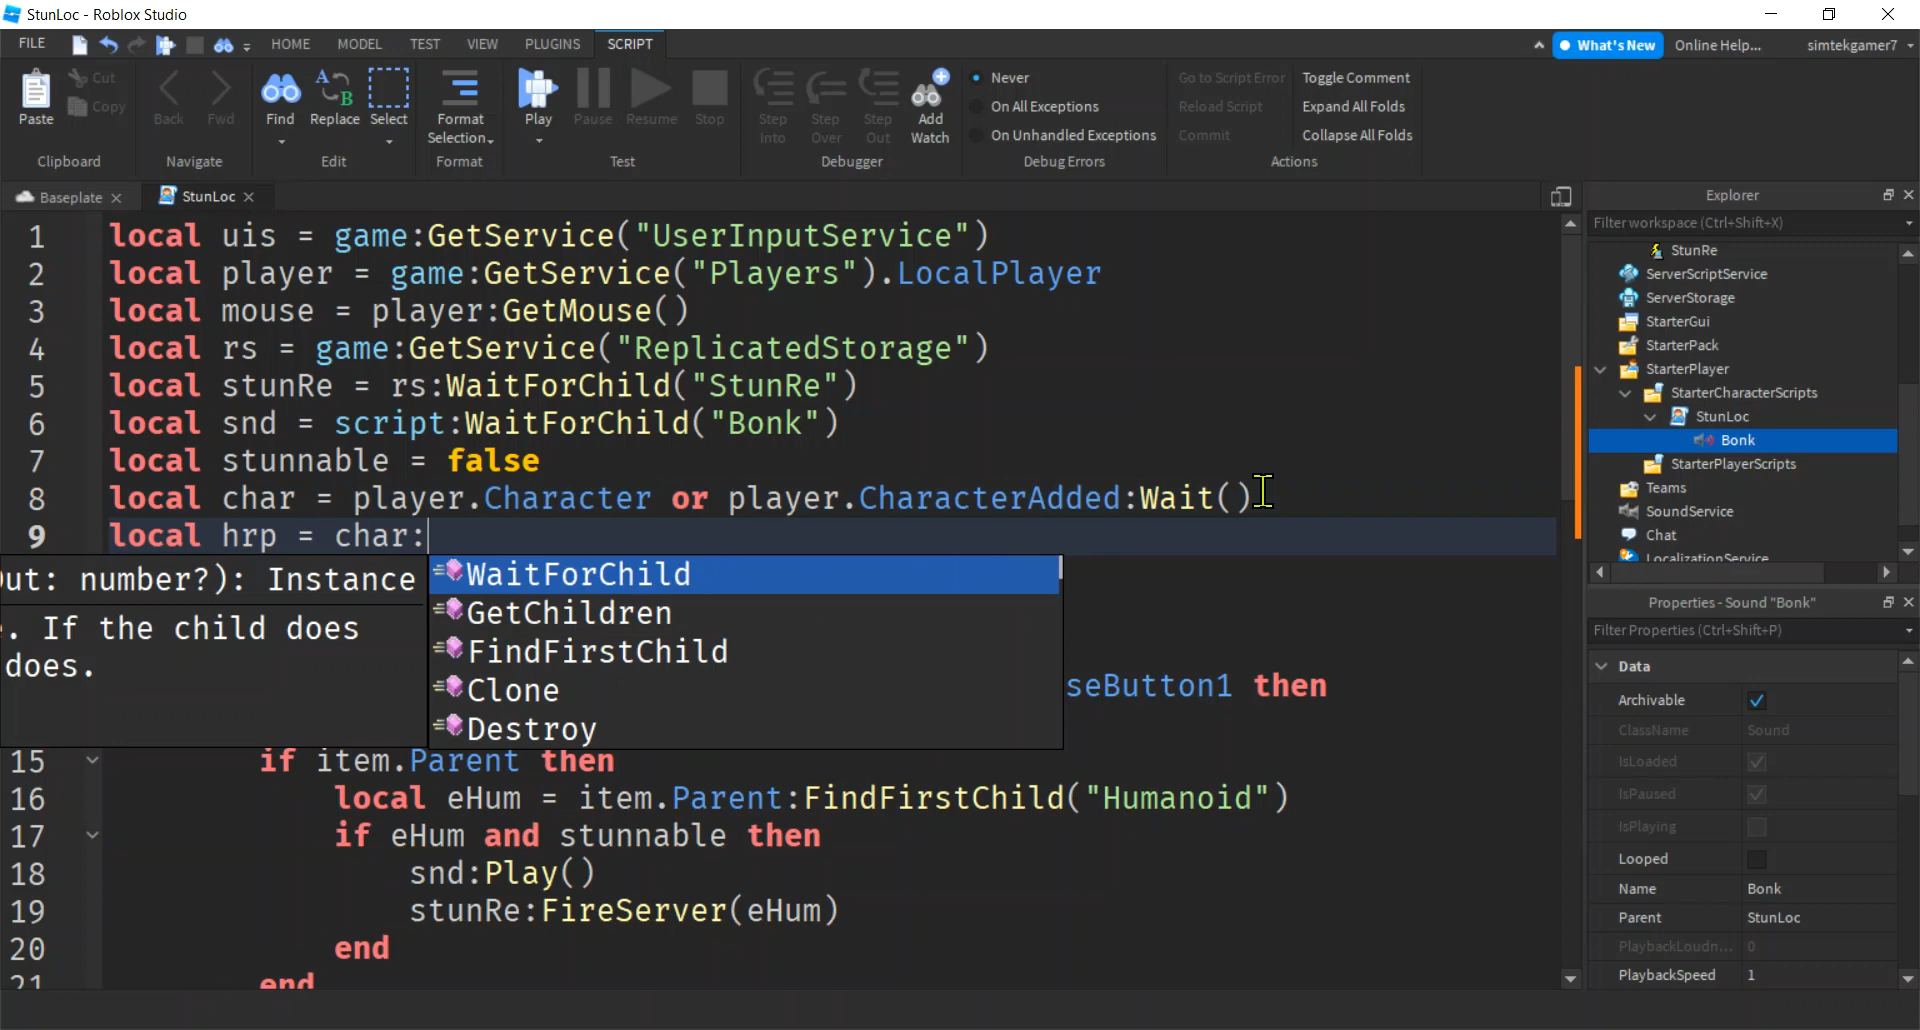 StunLoc - Roblox Studio
FILE HOME MODEL TEST VIEW PLUGINS SCRIPT What's New Online Help... simtekgamer7
Paste Cut Copy
Clipboard
Back Fwd
Navigate
Find Replace Select
Edit
Format Selection
Format
Play Pause Resume Stop
Test
Step Into Step Over Step Out Add Watch
Debugger
Never
On All Exceptions
On Unhandled Exceptions
Debug Errors
Go to Script Error Toggle Comment
Reload Script Expand All Folds
Commit Collapse All Folds
Actions
Baseplate StunLoc
1 local uis = game:GetService("UserInputService")
2 local player = game:GetService("Players").LocalPlayer
3 local mouse = player:GetMouse()
4 local rs = game:GetService("ReplicatedStorage")
5 local stunRe = rs:WaitForChild("StunRe")
6 local snd = script:WaitForChild("Bonk")
7 local stunnable = false
8 local char = player.Character or player.CharacterAdded:Wait()
9 local hrp = char:
ut: number?): Instance
. If the child does
does.
WaitForChild
GetChildren
FindFirstChild
Clone
Destroy
seButton1 then
15 if item.Parent then
16 local eHum = item.Parent:FindFirstChild("Humanoid")
17 if eHum and stunnable then
18 snd:Play()
19 stunRe:FireServer(eHum)
20 end
21 end
Explorer
Filter workspace (Ctrl+Shift+X)
StunRe
ServerScriptService
ServerStorage
StarterGui
StarterPack
StarterPlayer
StarterCharacterScripts
StunLoc
Bonk
StarterPlayerScripts
Teams
SoundService
Chat
LocalizationService
Properties - Sound "Bonk"
Filter Properties (Ctrl+Shift+P)
Data
Archivable
ClassName Sound
IsLoaded
IsPaused
IsPlaying
Looped
Name Bonk
Parent StunLoc
PlaybackLoudn... 0
PlaybackSpeed 1